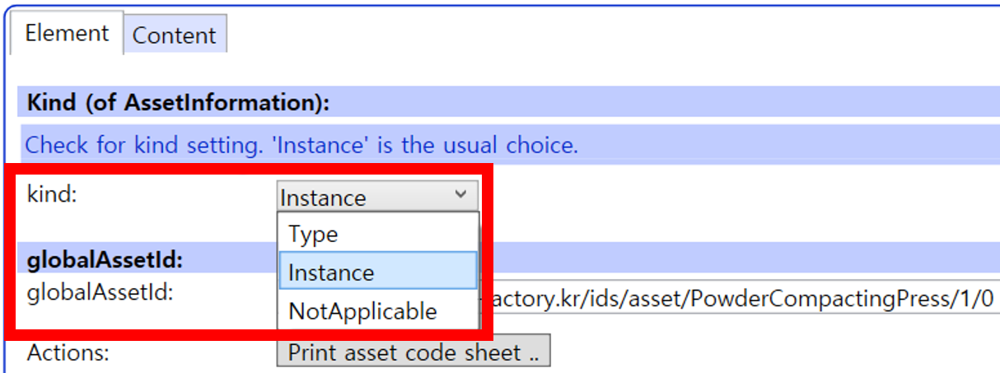 Element Content
Kind (of AssetInformation):
Check for kind setting. 'Instance' is the usual choice.
kind: Instance
Type
globalAssetId:
Instance
globalAssetId: actory.kr/ids/asset/PowderCompactingPress/1/0
NotApplicable
Actions: Print asset code sheet ..